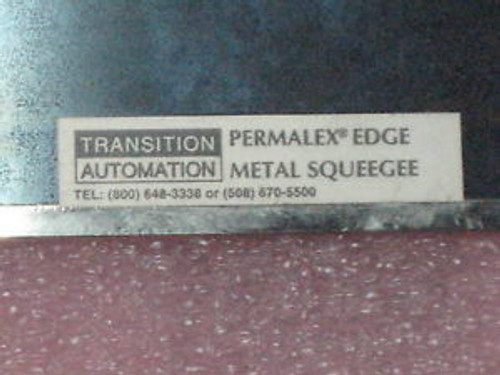 TRANSITION AUTOMATION
PERMALEX® EDGE
METAL SQUEEGEE
TEL: (800) 648-3338 or (508) 670-5500